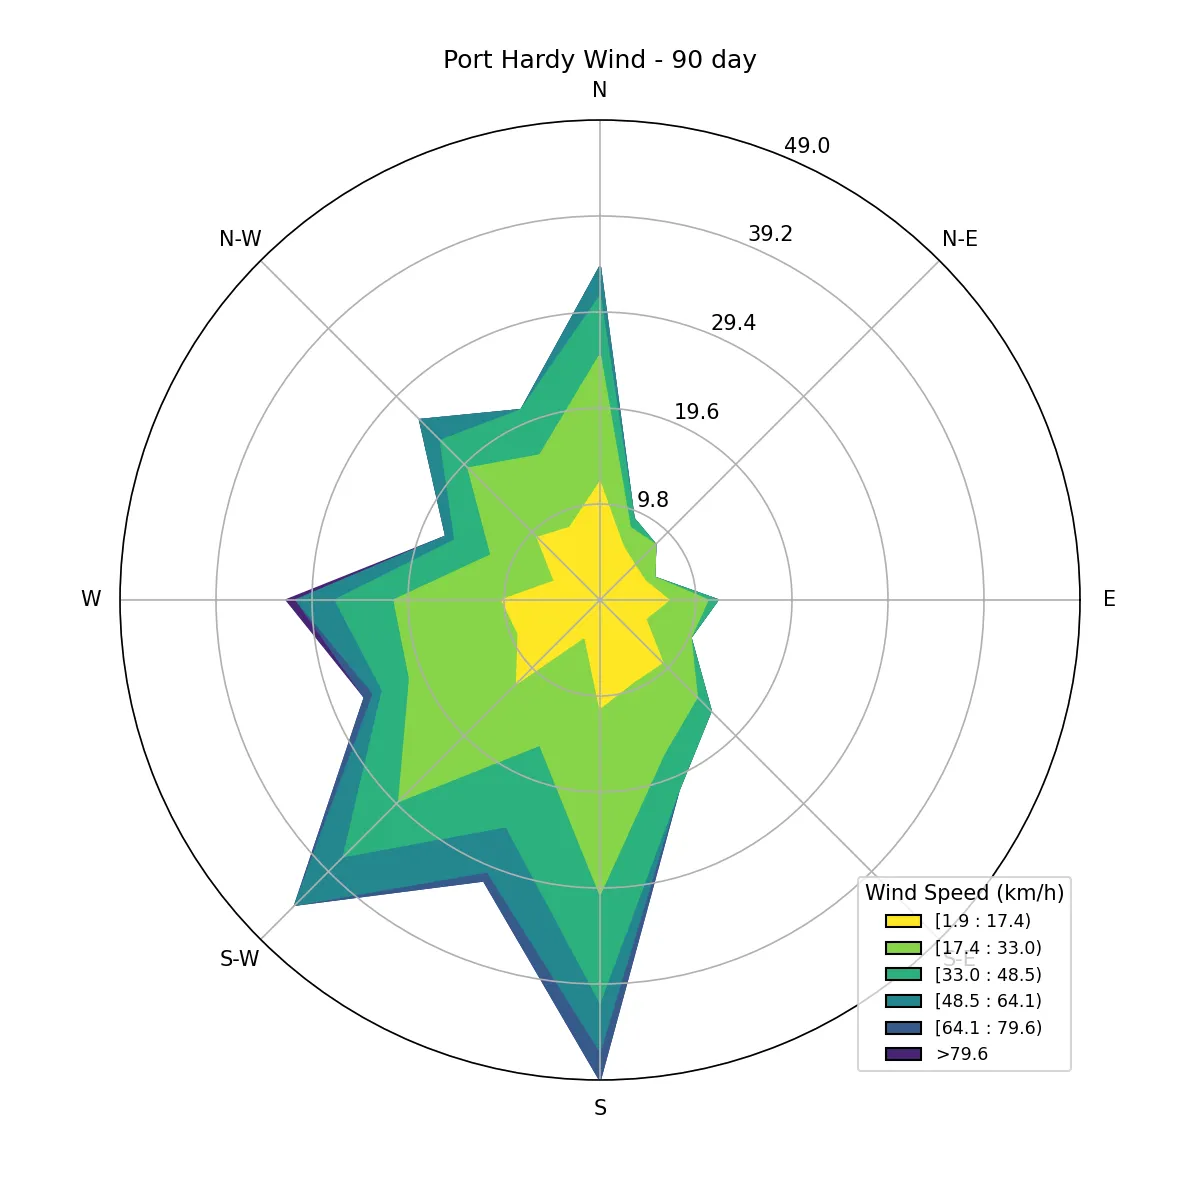 Port Hardy Wind - 90 day
N
49.0
39.2
N-W
N-E
29.4
19.6
9.8
W
E
Wind Speed (km/h)
[1.9 : 17.4)
[17.4 : 33.0)
S-W
S-E
[33.0 : 48.5)
[48.5 : 64.1)
[64.1 : 79.6)
>79.6
S